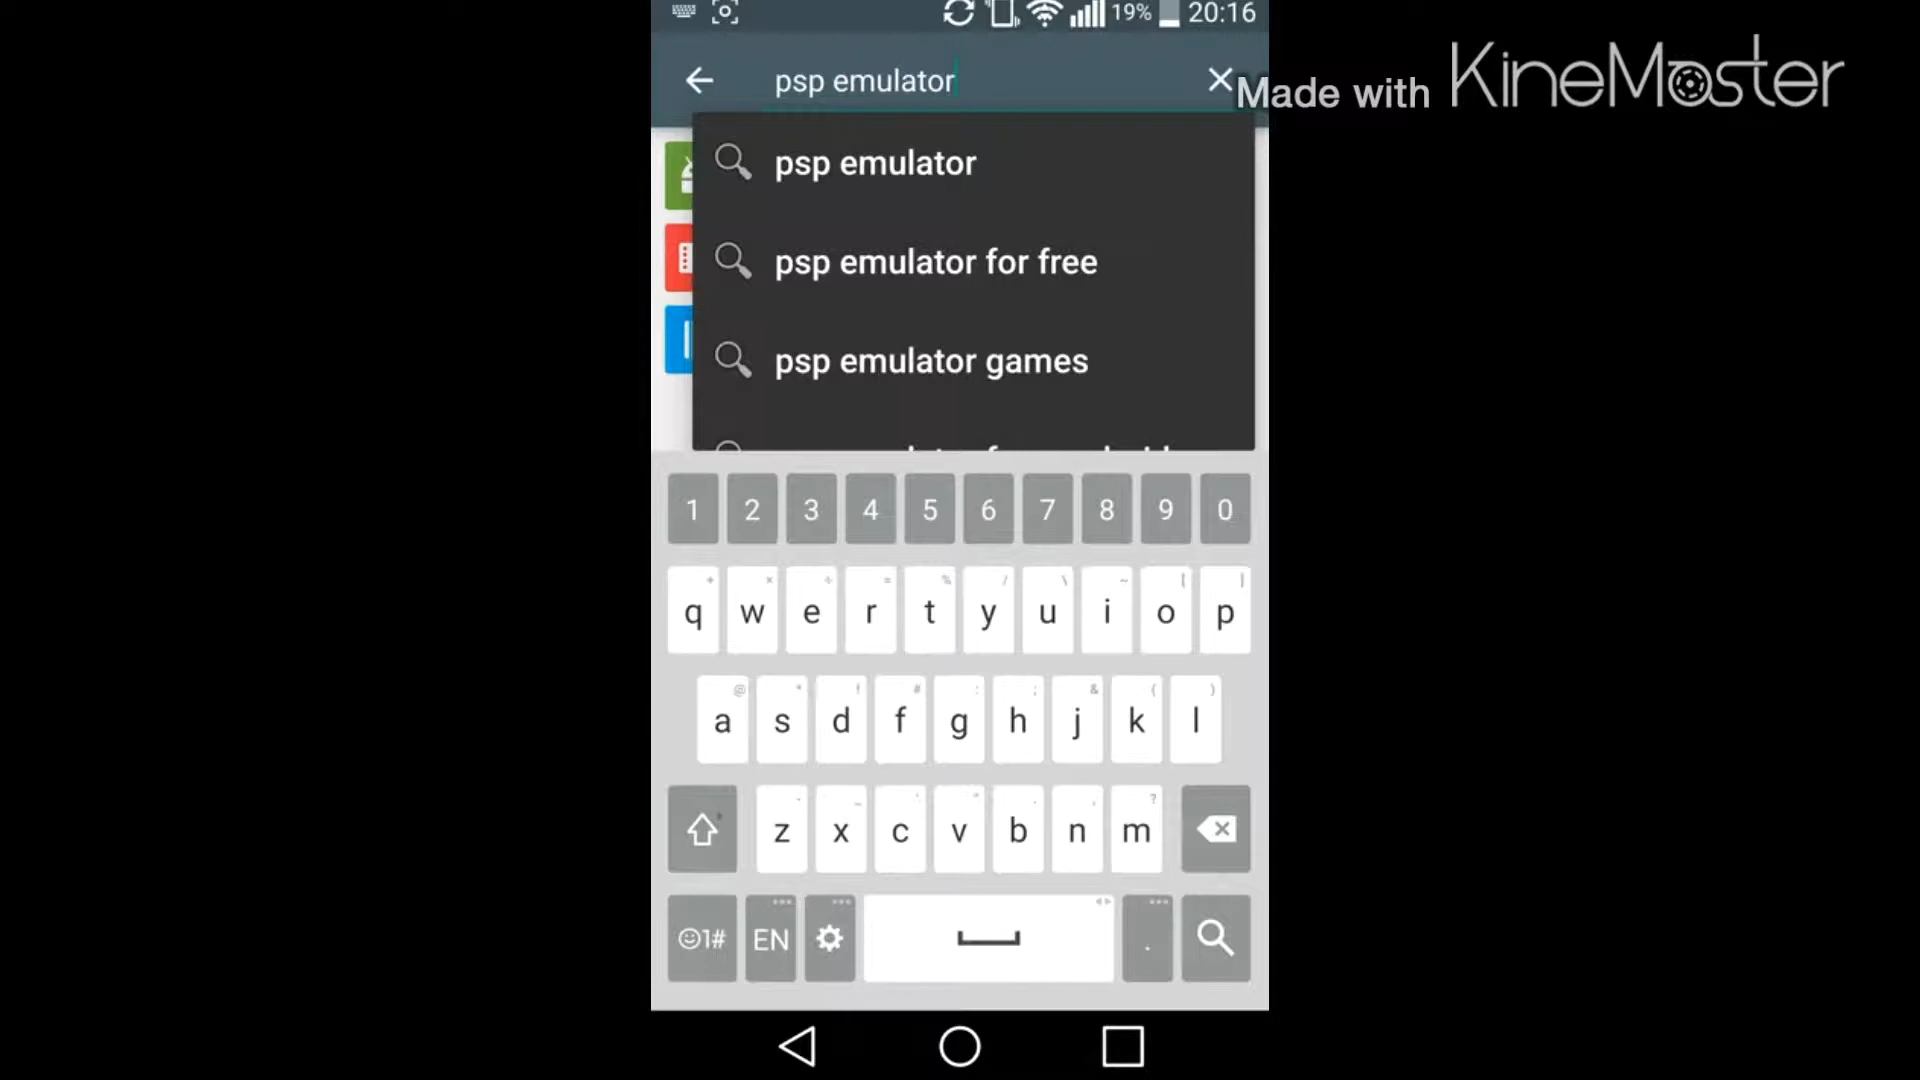 19% 20:16
psp emulator
Made with KineMaster
psp emulator
psp emulator for free
psp emulator games
1 2 3 4 5 6 7 8 9 0
q w e r t y u i o p
a s d f g h j k l
z x c v b n m
1# EN .